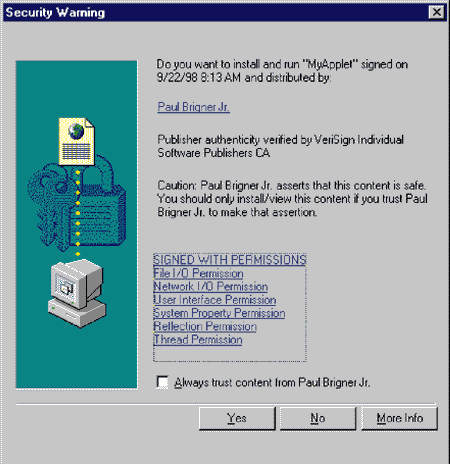 Security Warning
Do you want to install and run "MyApplet" signed on
9/22/98 8:13 AM and distributed by:
Paul Brigner Jr.
Publisher authenticity verified by VeriSign Individual
Software Publishers CA
Caution: Paul Brigner Jr. asserts that this content is safe.
You should only install/view this content if you trust Paul
Brigner Jr. to make that assertion.
SIGNED WITH PERMISSIONS
File I/O Permission
Network I/O Permission
User Interface Permission
System Property Permission
Reflection Permission
Thread Permission
Always trust content from Paul Brigner Jr.
Yes No More Info